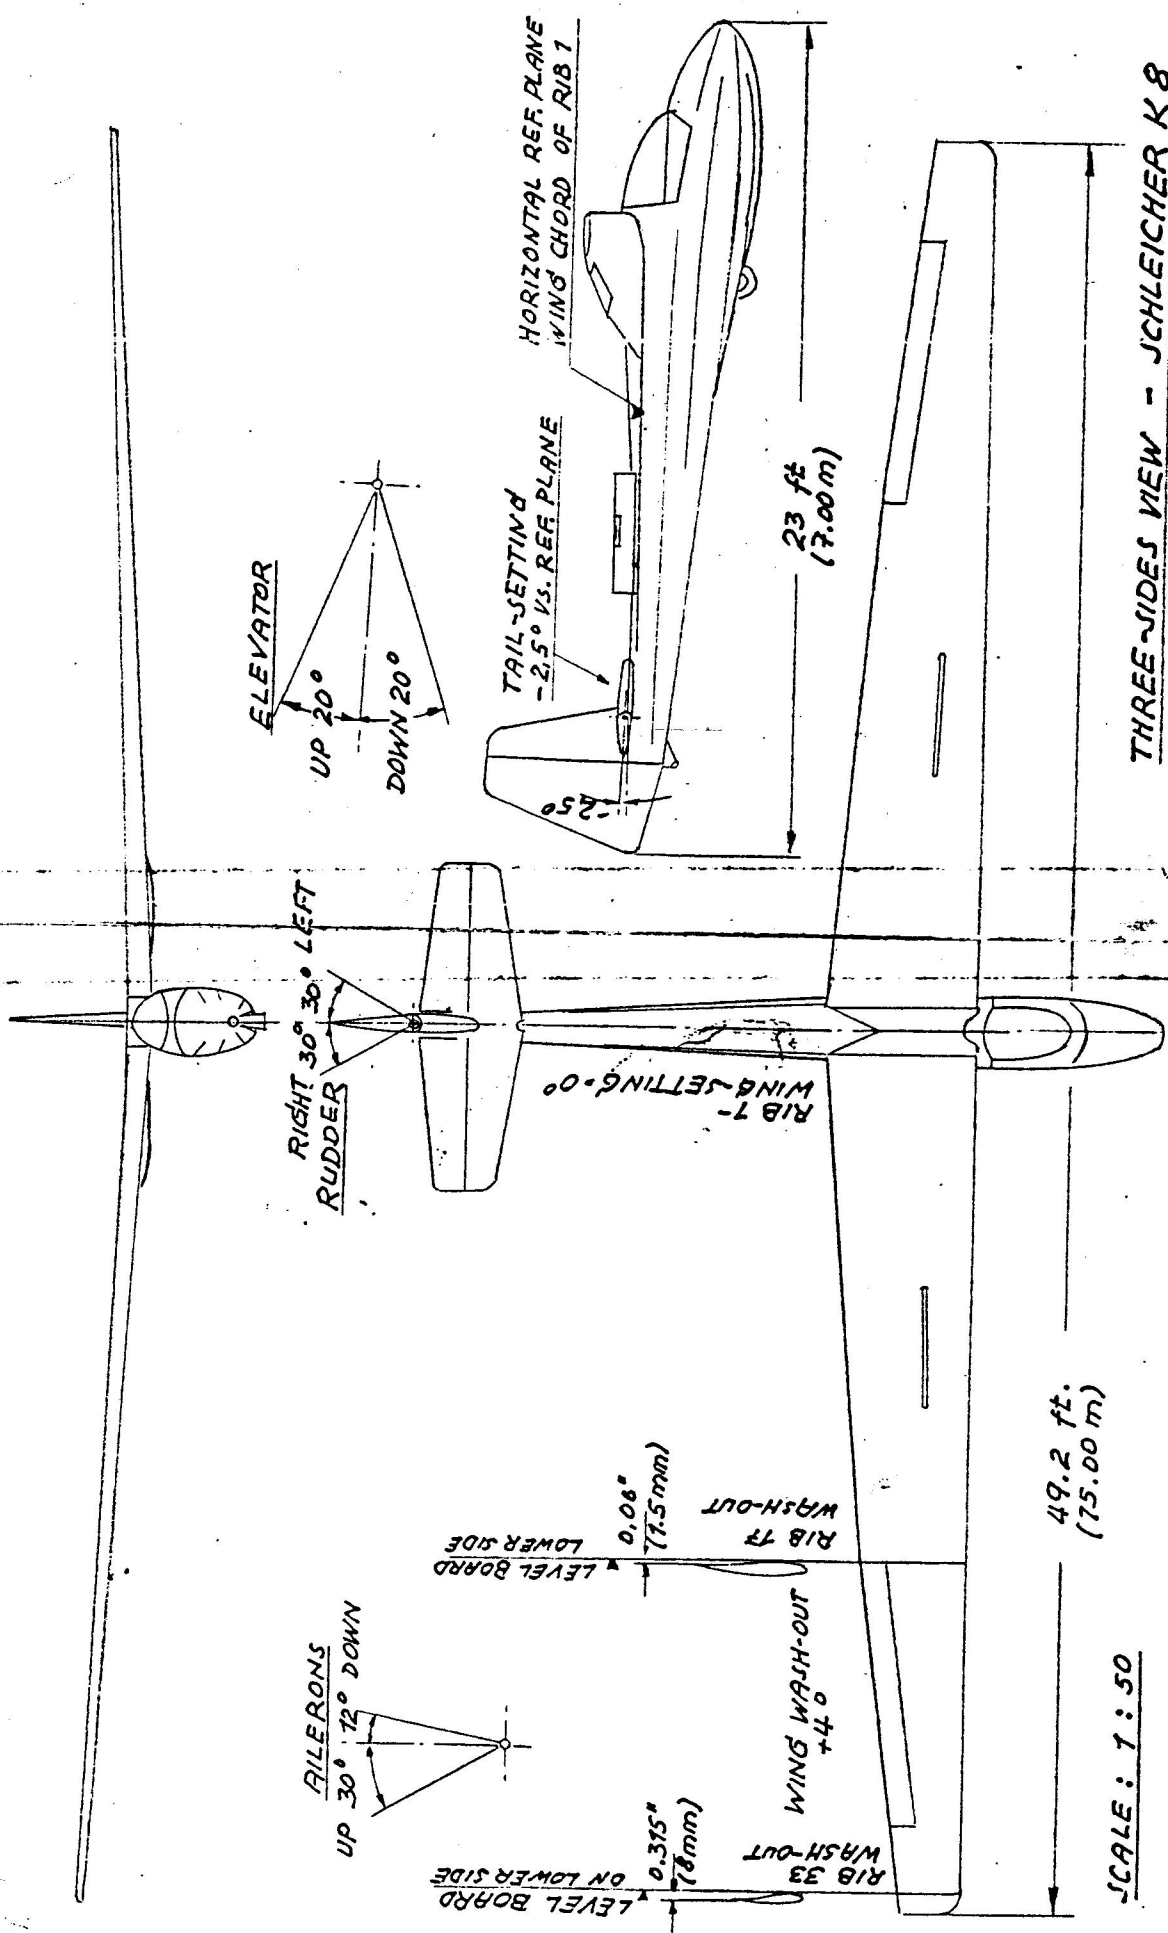 AILERONS
UP 30° 12° DOWN
RIGHT 30° 30° LEFT
RUDDER
ELEVATOR
UP 20°
DOWN 20°
LEVEL BOARD
ON LOWER SIDE
0.315"
(8mm)
RIB 33
WASH-OUT
WING WASH-OUT
+4°
LEVEL BOARD
LOWER SIDE
0.06"
(1.5mm)
RIB 17
WASH-OUT
RIB 1-
WING-SETTING·0°
TAIL-SETTING
-2,5° VS. REF. PLANE
HORIZONTAL REF. PLANE
WING CHORD OF RIB 1
-2,5°
23 ft
(7.00 m)
49.2 ft.
(15.00 m)
SCALE: 1:50
THREE-SIDES VIEW - SCHLEICHER K 8